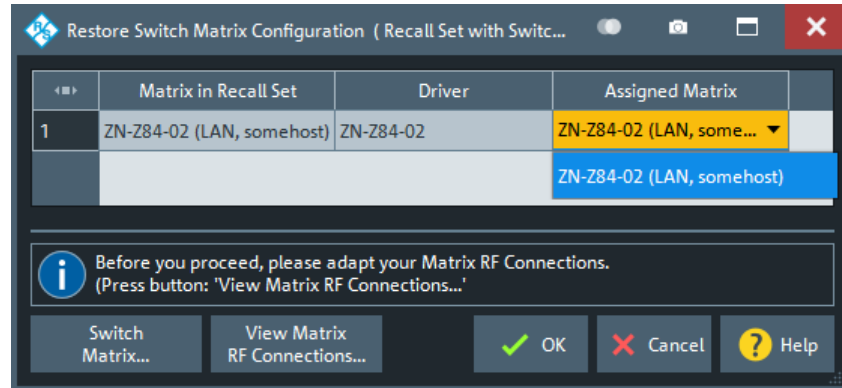 Restore Switch Matrix Configuration ( Recall Set with Switc...
Matrix in Recall Set Driver Assigned Matrix
1 ZN-Z84-02 (LAN, somehost) ZN-Z84-02 ZN-Z84-02 (LAN, some...
ZN-Z84-02 (LAN, somehost)
Before you proceed, please adapt your Matrix RF Connections.
(Press button: 'View Matrix RF Connections...'
Switch
Matrix...
View Matrix
RF Connections...
OK
Cancel
? Help